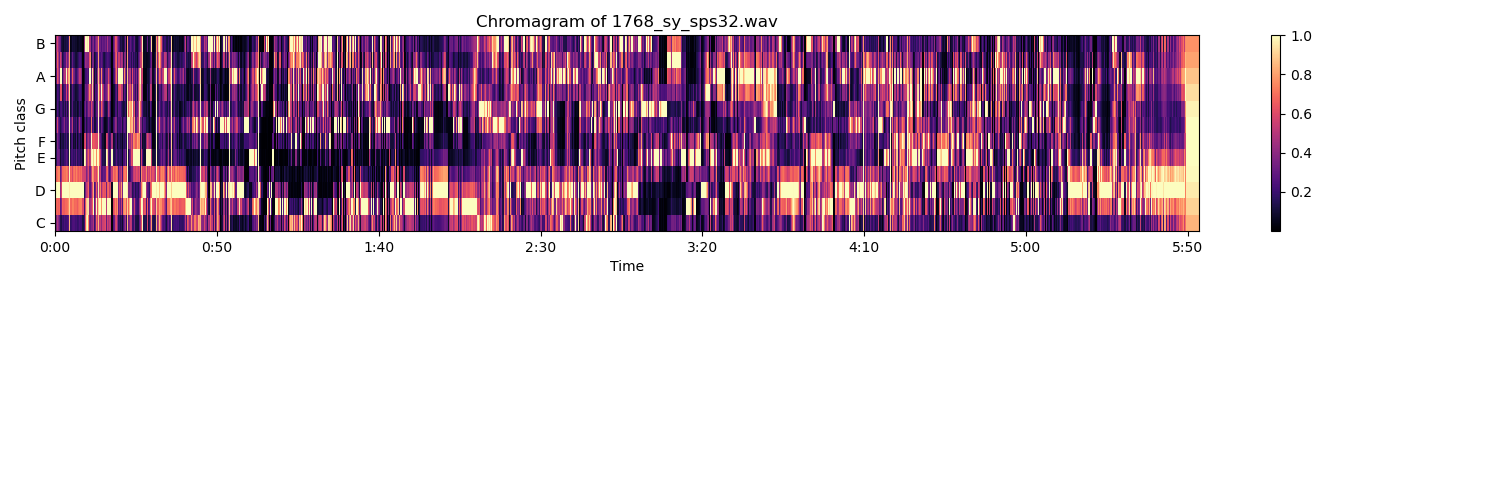 Chromagram of 1768_sy_sps32.wav
Pitch class
B
A
G
F
E
D
C
0:00 0:50 1:40 2:30 3:20 4:10 5:00 5:50
Time
1.0
0.8
0.6
0.4
0.2